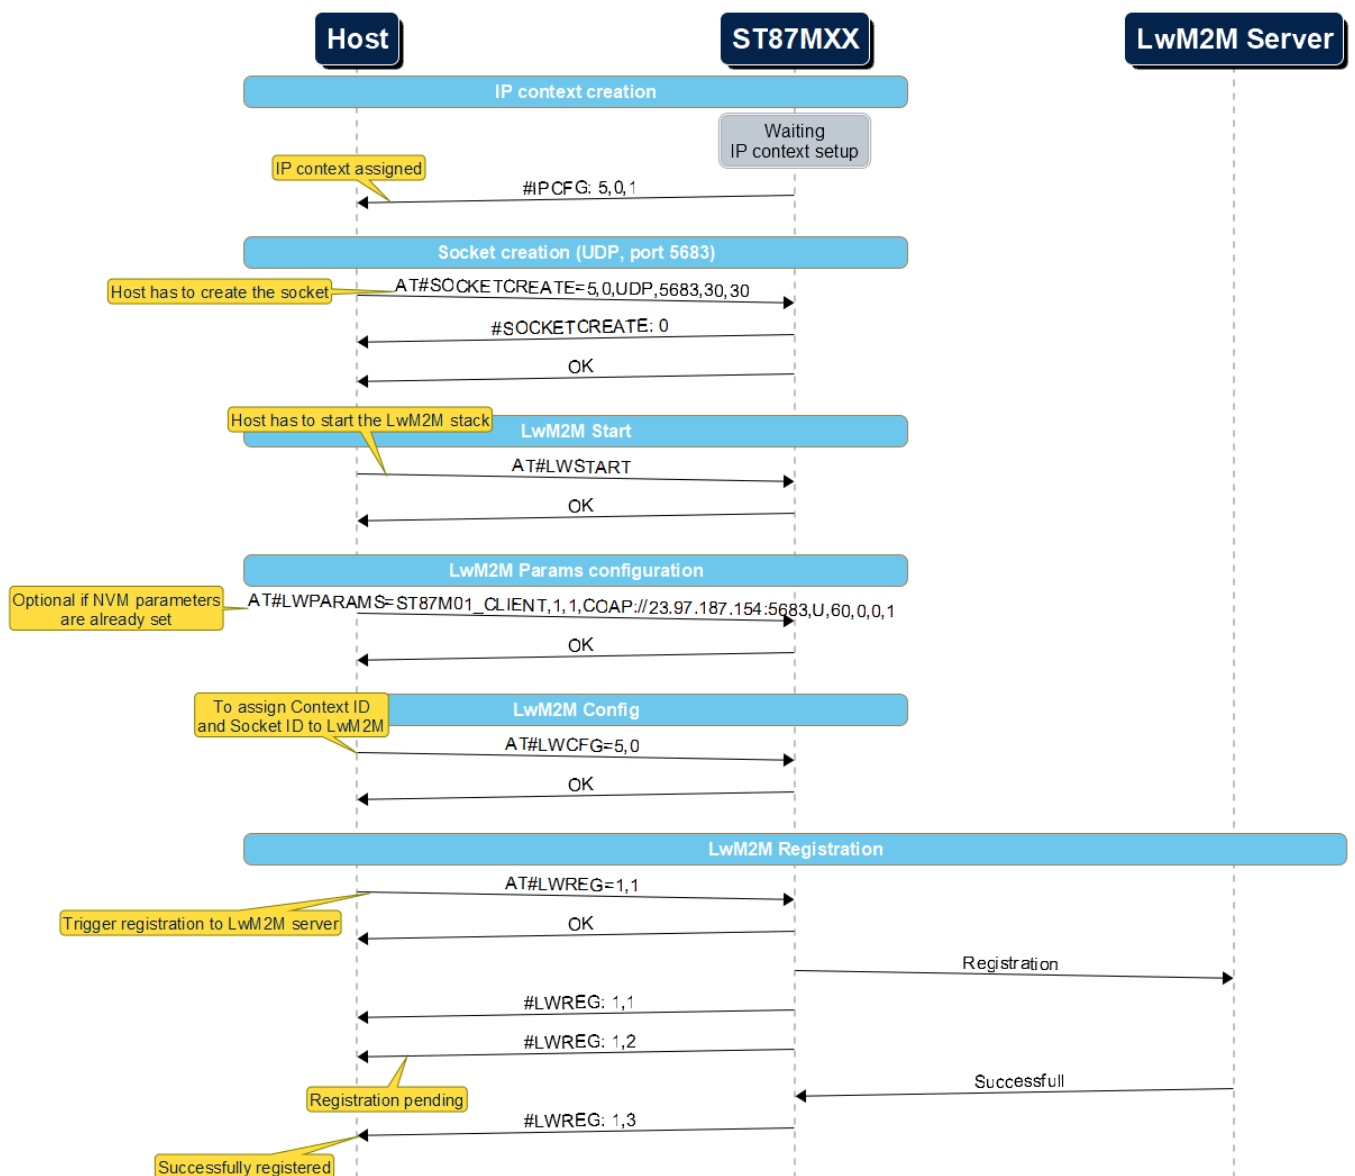 Host
ST87MXX
LwM2M Server
IP context creation
Waiting
IP context setup
IP context assigned
#IPCFG: 5,0,1
Socket creation (UDP, port 5683)
Host has to create the socket
AT#SOCKETCREATE=5,0,UDP,5683,30,30
#SOCKETCREATE: 0
OK
Host has to start the LwM2M stack
LwM2M Start
AT#LWSTART
OK
LwM2M Params configuration
Optional if NVM parameters
are already set
AT#LWPARAMS=ST87M01_CLIENT,1,1,COAP://23.97.187.154:5683,U,60,0,0,1
OK
To assign Context ID
and Socket ID to LwM2M
LwM2M Config
AT#LWCFG=5,0
OK
LwM2M Registration
AT#LWREG=1,1
Trigger registration to LwM2M server
OK
Registration
#LWREG: 1,1
#LWREG: 1,2
Registration pending
Successfull
#LWREG: 1,3
Successfully registered